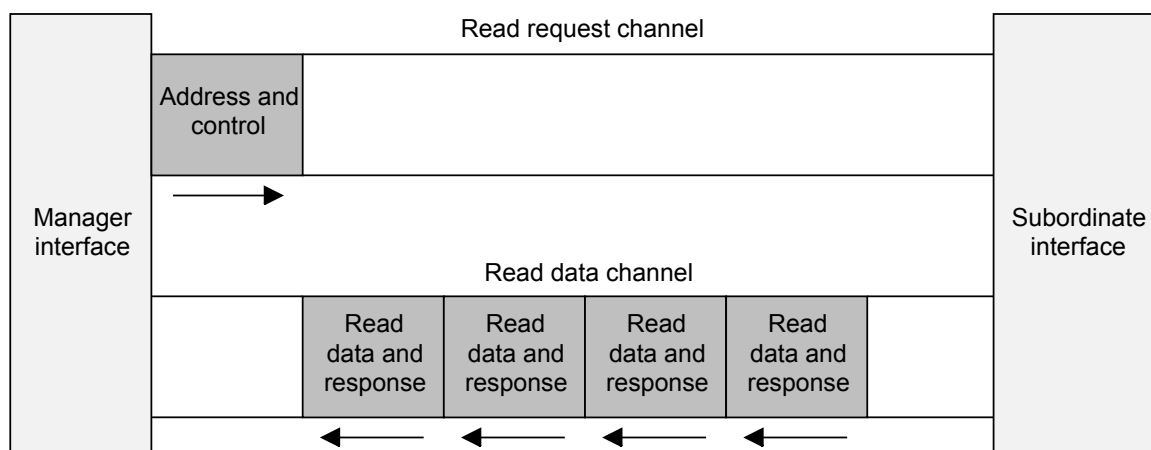 Read request channel
Address and
control
Manager
interface
Subordinate
interface
Read data channel
Read
data and
response
Read
data and
response
Read
data and
response
Read
data and
response